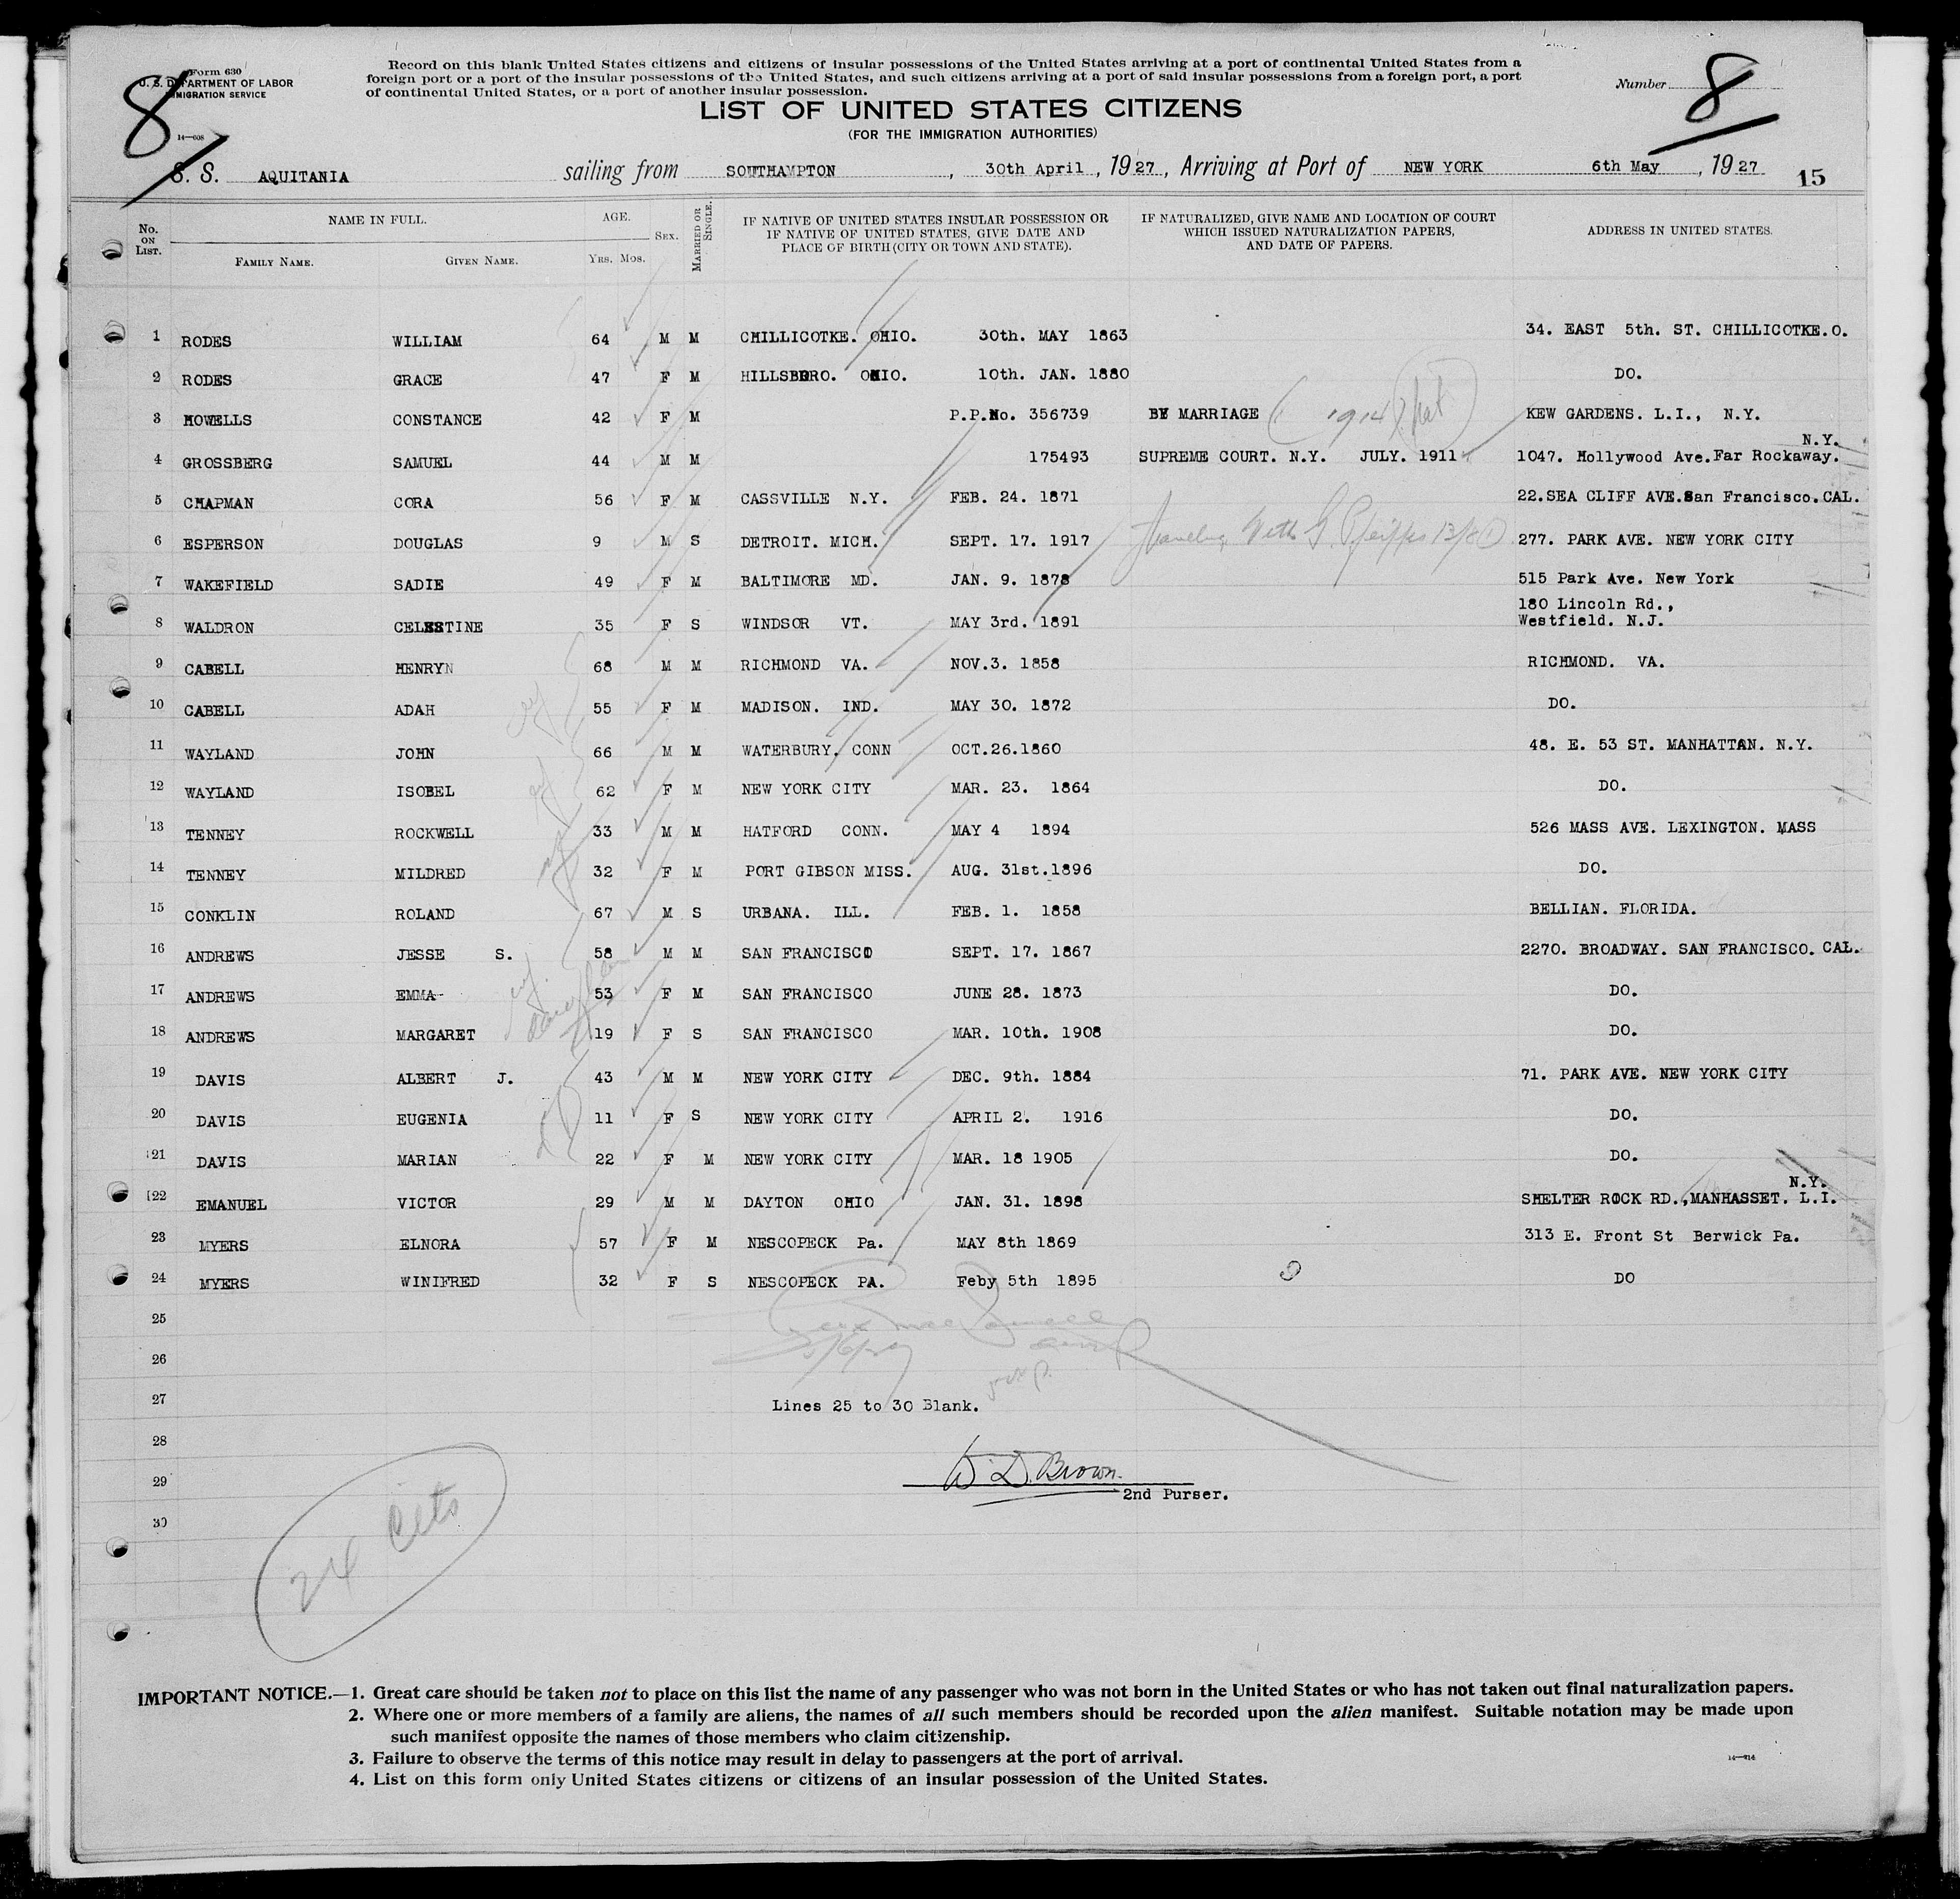 Form 630
U. S. DEPARTMENT OF LABOR
IMMIGRATION SERVICE
14—608
8
Record on this blank United States citizens and citizens of insular possessions of the United States arriving at a port of continental United States from a
foreign port or a port of the insular possessions of the United States, and such citizens arriving at a port of said insular possessions from a foreign port, a port
of continental United States, or a port of another insular possession.
Number 8
LIST OF UNITED STATES CITIZENS
(FOR THE IMMIGRATION AUTHORITIES)
S. S. AQUITANIA sailing from SOUTHAMPTON, 30th April, 1927, Arriving at Port of NEW YORK 6th May, 1927 15
No. ON LIST. NAME IN FULL. FAMILY NAME. GIVEN NAME. AGE. YRS. MOS. SEX. MARRIED OR SINGLE. IF NATIVE OF UNITED STATES INSULAR POSSESSION OR IF NATIVE OF UNITED STATES, GIVE DATE AND PLACE OF BIRTH (CITY OR TOWN AND STATE). IF NATURALIZED, GIVE NAME AND LOCATION OF COURT WHICH ISSUED NATURALIZATION PAPERS, AND DATE OF PAPERS. ADDRESS IN UNITED STATES.
1 RODES WILLIAM 64 M M CHILLICOTKE. OHIO. 30th. MAY 1863 34. EAST 5th. ST. CHILLICOTKE.O.
2 RODES GRACE 47 F M HILLSBORO. OHIO. 10th. JAN. 1880 DO.
3 HOWELLS CONSTANCE 42 F M P.P.No. 356739 BY MARRIAGE ( 1914 ) KEW GARDENS. L.I., N.Y.
4 GROSSBERG SAMUEL 44 M M 175493 SUPREME COURT. N.Y. JULY. 1911 1047. Hollywood Ave.Far Rockaway. N.Y.
5 CHAPMAN CORA 56 F M CASSVILLE N.Y. FEB. 24. 1871 22.SEA CLIFF AVE.San Francisco.CAL.
6 ESPERSON DOUGLAS 9 M S DETROIT. MICH. SEPT. 17. 1917 With G. 277. PARK AVE. NEW YORK CITY
7 WAKEFIELD SADIE 49 F M BALTIMORE MD. JAN. 9. 1878 515 Park Ave. New York
8 WALDRON CELESTINE 35 F S WINDSOR VT. MAY 3rd. 1891 180 Lincoln Rd., Westfield. N.J.
9 CABELL HENRYN 68 M M RICHMOND VA. NOV.3. 1858 RICHMOND. VA.
10 CABELL ADAH 55 F M MADISON. IND. MAY 30. 1872 DO.
11 WAYLAND JOHN 66 M M WATERBURY, CONN OCT.26.1860 48. E. 53 ST. MANHATTAN. N.Y.
12 WAYLAND ISOBEL 62 F M NEW YORK CITY MAR. 23. 1864 DO.
13 TENNEY ROCKWELL 33 M M HATFORD CONN. MAY 4 1894 526 MASS AVE. LEXINGTON. MASS
14 TENNEY MILDRED 32 F M PORT GIBSON MISS. AUG. 31st.1896 DO.
15 CONKLIN ROLAND 67 M S URBANA. ILL. FEB. 1. 1858 BELLIAN. FLORIDA.
16 ANDREWS JESSE S. 58 M M SAN FRANCISCO SEPT. 17. 1867 2270. BROADWAY. SAN FRANCISCO. CAL.
17 ANDREWS EMMA 53 F M SAN FRANCISCO JUNE 28. 1873 DO.
18 ANDREWS MARGARET 19 F S SAN FRANCISCO MAR. 10th. 1908 DO.
19 DAVIS ALBERT J. 43 M M NEW YORK CITY DEC. 9th. 1884 71. PARK AVE. NEW YORK CITY
20 DAVIS EUGENIA 11 F S NEW YORK CITY APRIL 2. 1916 DO.
21 DAVIS MARIAN 22 F M NEW YORK CITY MAR. 18 1905 DO.
22 EMANUEL VICTOR 29 M M DAYTON OHIO JAN. 31. 1898 SHELTER ROCK RD.,MANHASSET. L.I. N.Y.
23 MYERS ELNORA 57 F M NESCOPECK Pa. MAY 8th 1869 313 E. Front St Berwick Pa.
24 MYERS WINIFRED 32 F S NESCOPECK PA. Feby 5th 1895 DO
25
26 5/6/27
27 Lines 25 to 30 Blank.
28
29 W. D. Brown.
2nd Purser.
30
24 Cits
IMPORTANT NOTICE.—1. Great care should be taken not to place on this list the name of any passenger who was not born in the United States or who has not taken out final naturalization papers.
2. Where one or more members of a family are aliens, the names of all such members should be recorded upon the alien manifest. Suitable notation may be made upon
such manifest opposite the names of those members who claim citizenship.
3. Failure to observe the terms of this notice may result in delay to passengers at the port of arrival.
4. List on this form only United States citizens or citizens of an insular possession of the United States.
14—914